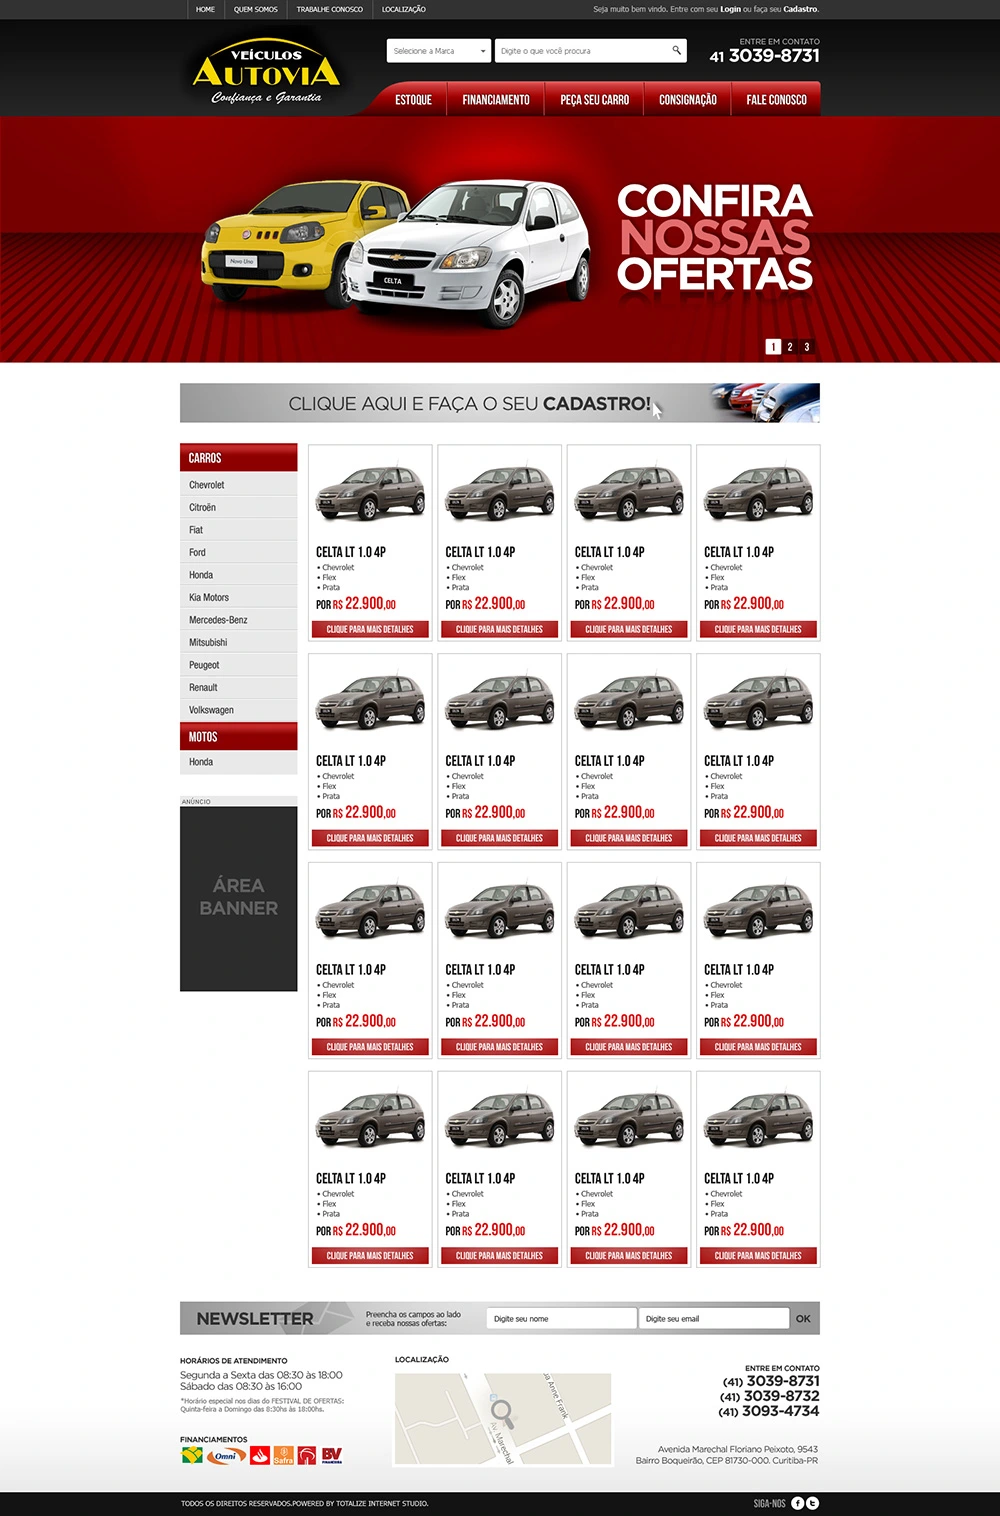 HOME QUEM SOMOS TRABALHE CONOSCO LOCALIZAÇÃO
Seja muito bem vindo. Entre com seu Login ou faça seu Cadastro.
VEÍCULOS
AUTOVIA
Confiança e Garantia
Selecione a Marca
Digite o que você procura
ENTRE EM CONTATO
41 3039-8731
ESTOQUE FINANCIAMENTO PEÇA SEU CARRO CONSIGNAÇÃO FALE CONOSCO
Novo Uno
CELTA
CONFIRA
NOSSAS
OFERTAS
1 2 3
CLIQUE AQUI E FAÇA O SEU CADASTRO!
CARROS
Chevrolet
Citroën
Fiat
Ford
Honda
Kia Motors
Mercedes-Benz
Mitsubishi
Peugeot
Renault
Volkswagen
MOTOS
Honda
ANÚNCIO
ÁREA
BANNER
CELTA LT 1.0 4P CELTA LT 1.0 4P CELTA LT 1.0 4P CELTA LT 1.0 4P
• Chevrolet • Chevrolet • Chevrolet • Chevrolet
• Flex • Flex • Flex • Flex
• Prata • Prata • Prata • Prata
POR R$ 22.900,00 POR R$ 22.900,00 POR R$ 22.900,00 POR R$ 22.900,00
CLIQUE PARA MAIS DETALHES CLIQUE PARA MAIS DETALHES CLIQUE PARA MAIS DETALHES CLIQUE PARA MAIS DETALHES
CELTA LT 1.0 4P CELTA LT 1.0 4P CELTA LT 1.0 4P CELTA LT 1.0 4P
• Chevrolet • Chevrolet • Chevrolet • Chevrolet
• Flex • Flex • Flex • Flex
• Prata • Prata • Prata • Prata
POR R$ 22.900,00 POR R$ 22.900,00 POR R$ 22.900,00 POR R$ 22.900,00
CLIQUE PARA MAIS DETALHES CLIQUE PARA MAIS DETALHES CLIQUE PARA MAIS DETALHES CLIQUE PARA MAIS DETALHES
CELTA LT 1.0 4P CELTA LT 1.0 4P CELTA LT 1.0 4P CELTA LT 1.0 4P
• Chevrolet • Chevrolet • Chevrolet • Chevrolet
• Flex • Flex • Flex • Flex
• Prata • Prata • Prata • Prata
POR R$ 22.900,00 POR R$ 22.900,00 POR R$ 22.900,00 POR R$ 22.900,00
CLIQUE PARA MAIS DETALHES CLIQUE PARA MAIS DETALHES CLIQUE PARA MAIS DETALHES CLIQUE PARA MAIS DETALHES
CELTA LT 1.0 4P CELTA LT 1.0 4P CELTA LT 1.0 4P CELTA LT 1.0 4P
• Chevrolet • Chevrolet • Chevrolet • Chevrolet
• Flex • Flex • Flex • Flex
• Prata • Prata • Prata • Prata
POR R$ 22.900,00 POR R$ 22.900,00 POR R$ 22.900,00 POR R$ 22.900,00
CLIQUE PARA MAIS DETALHES CLIQUE PARA MAIS DETALHES CLIQUE PARA MAIS DETALHES CLIQUE PARA MAIS DETALHES
NEWSLETTER
Preencha os campos ao lado
e receba nossas ofertas:
Digite seu nome
Digite seu email
OK
HORÁRIOS DE ATENDIMENTO
Segunda a Sexta das 08:30 às 18:00
Sábado das 08:30 às 16:00
*Horário especial nos dias do FESTIVAL DE OFERTAS:
Quinta-feira a Domingo das 8:30hs às 18:00hs.
FINANCIAMENTOS
Omni
Safra
BV
FINANCEIRA
LOCALIZAÇÃO
sa Anne Frank
Av. Marechal
ENTRE EM CONTATO
(41) 3039-8731
(41) 3039-8732
(41) 3093-4734
Avenida Marechal Floriano Peixoto, 9543
Bairro Boqueirão, CEP 81730-000. Curitiba-PR
TODOS OS DIREITOS RESERVADOS.POWERED BY TOTALIZE INTERNET STUDIO.
SIGA-NOS